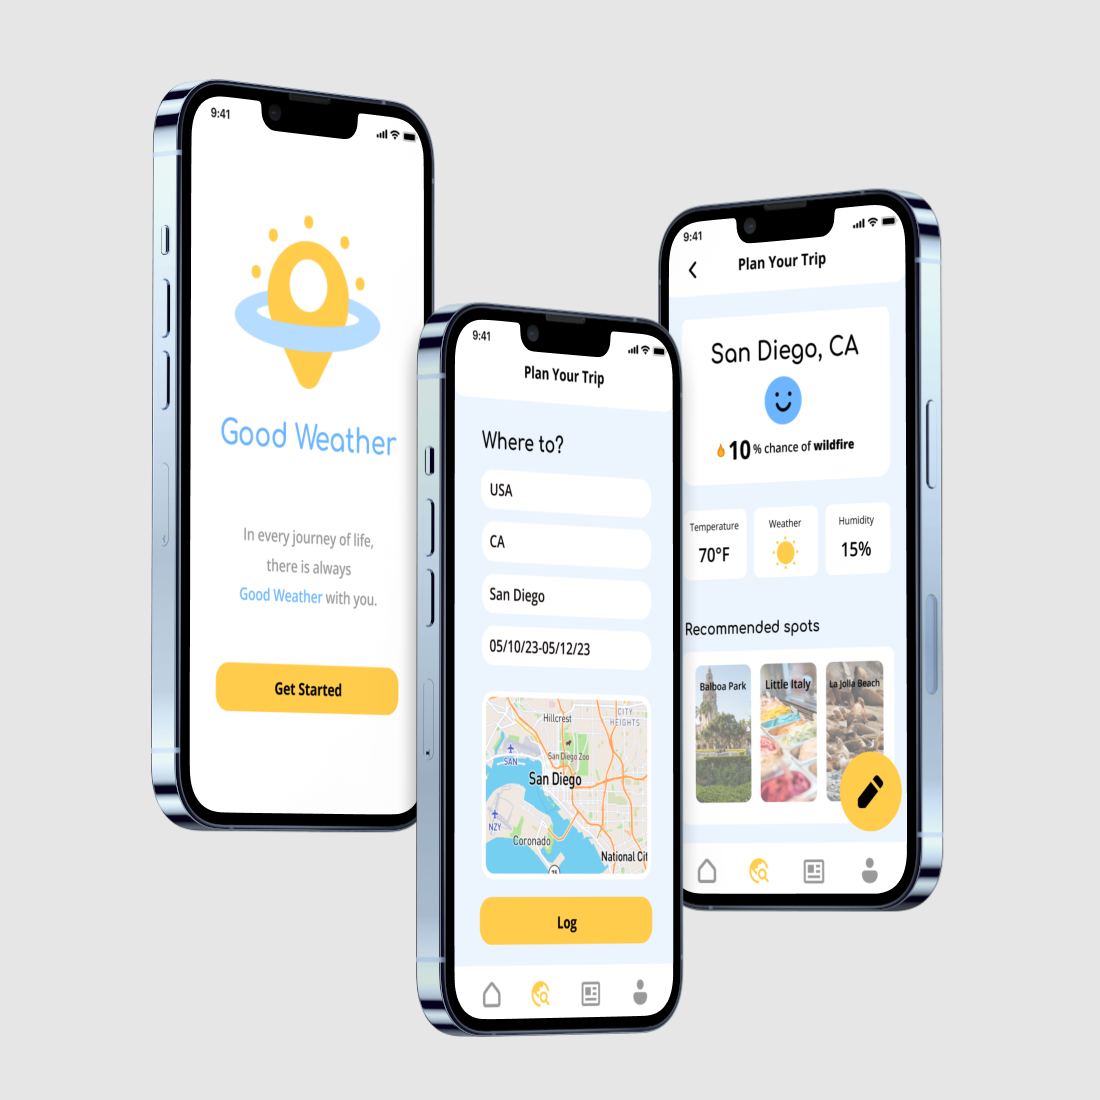 9:41
Good Weather
In every journey of life,
there is always
Good Weather with you.
Get Started
9:41
Plan Your Trip
Where to?
USA
CA
San Diego
05/10/23-05/12/23
CITY
HEIGHTS
Hillcrest
San Diego Zoo
SAN
San Diego
NZY
Coronado
National Cit
75
Log
9:41
Plan Your Trip
San Diego, CA
10 % chance of wildfire
Temperature
70°F
Weather
Humidity
15%
Recommended spots
Balboa Park
Little Italy
La Jolla Beach